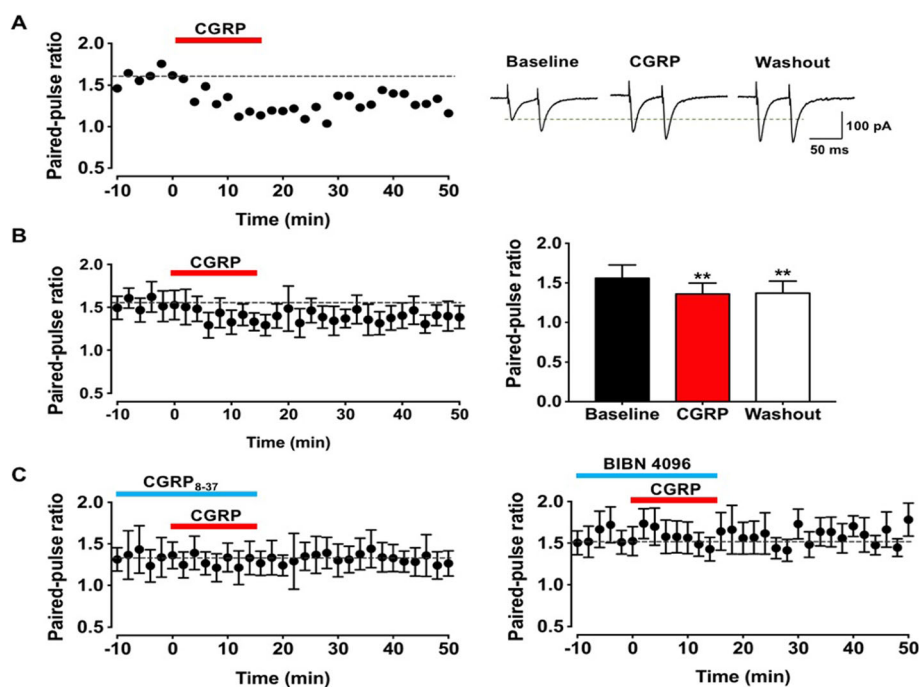 A
CGRP
Paired-pulse ratio
2.0
1.5
1.0
0.5
-10 0 10 20 30 40 50
Time (min)
Baseline CGRP Washout
100 pA
50 ms
B
CGRP
Paired-pulse ratio
2.0
1.5
1.0
0.5
-10 0 10 20 30 40 50
Time (min)
Paired-pulse ratio
2.0
1.5
1.0
1.5
0.0
** **
Baseline CGRP Washout
C
CGRP8-37
CGRP
Paired-pulse ratio
2.0
1.5
1.0
0.5
-10 0 10 20 30 40 50
Time (min)
BIBN 4096
CGRP
Paired-pulse ratio
2.0
1.5
1.0
0.5
-10 0 10 20 30 40 50
Time (min)